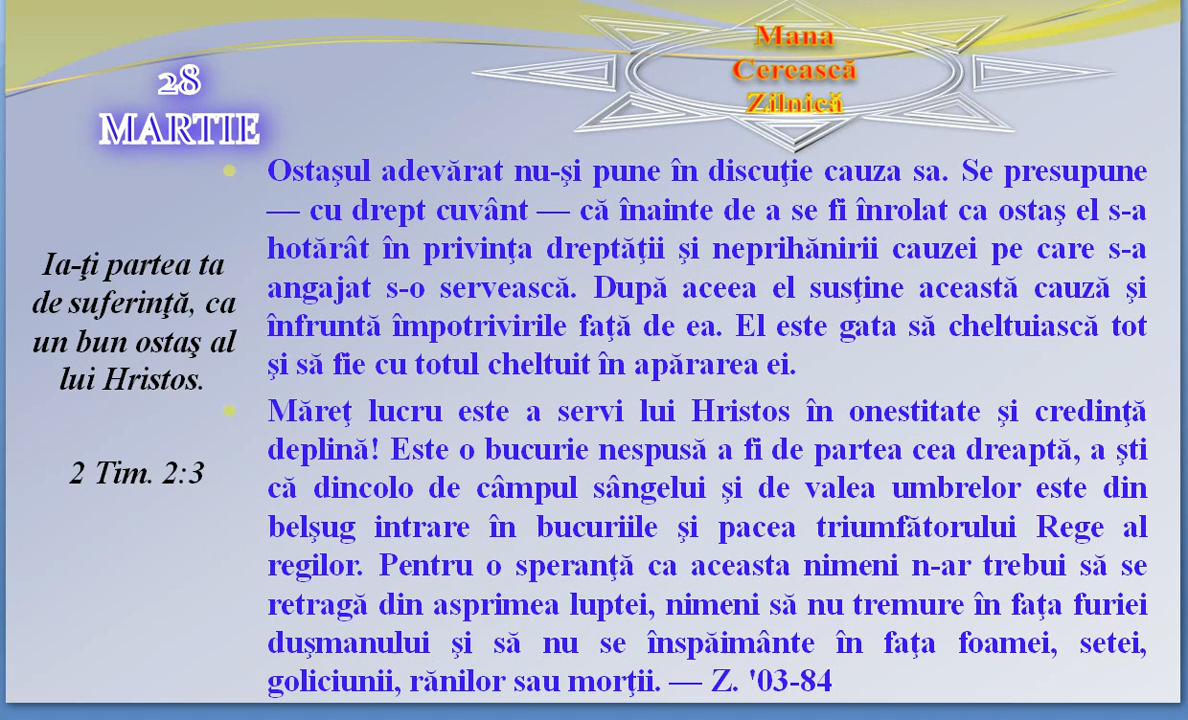 Mana
Cerească
Zilnică
28
MARTIE
Ia-ţi partea ta
de suferinţă, ca
un bun ostaş al
lui Hristos.
2 Tim. 2:3
Ostaşul adevărat nu-şi pune în discuţie cauza sa. Se presupune
— cu drept cuvânt — că înainte de a se fi înrolat ca ostaş el s-a
hotărât în privinţa dreptăţii şi neprihănirii cauzei pe care s-a
angajat s-o servească. După aceea el susţine această cauză şi
înfruntă împotrivirile faţă de ea. El este gata să cheltuiască tot
şi să fie cu totul cheltuit în apărarea ei.
Măreţ lucru este a servi lui Hristos în onestitate şi credinţă
deplină! Este o bucurie nespusă a fi de partea cea dreaptă, a şti
că dincolo de câmpul sângelui şi de valea umbrelor este din
belşug intrare în bucuriile şi pacea triumfătorului Rege al
regilor. Pentru o speranţă ca aceasta nimeni n-ar trebui să se
retragă din asprimea luptei, nimeni să nu tremure în faţa furiei
duşmanului şi să nu se înspăimânte în faţa foamei, setei,
goliciunii, rănilor sau morţii. — Z. '03-84